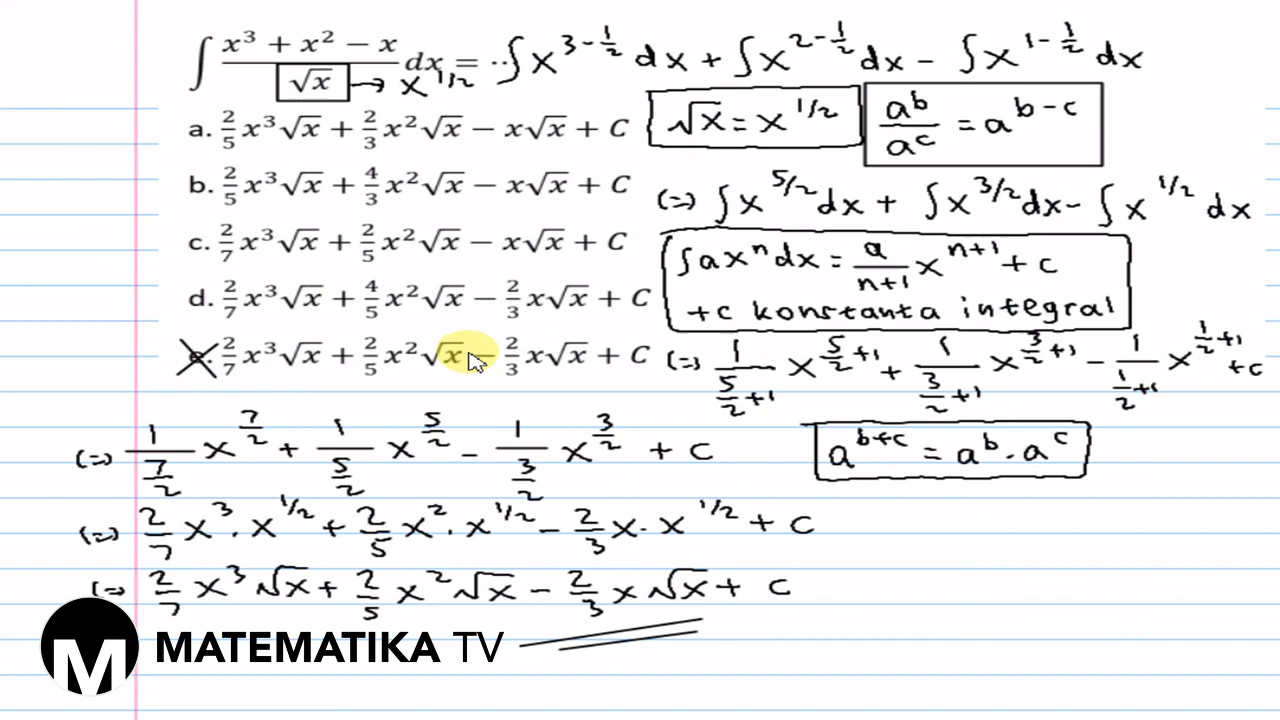 ∫ (x³ + x² − x)/√x dx = ... ∫ x^(3−1/2) dx + ∫ x^(2−1/2) dx − ∫ x^(1−1/2) dx
→ x^(1/2)
a. 2/5 x³√x + 2/3 x²√x − x√x + C
√x = x^(1/2)
a^b/a^c = a^(b−c)
b. 2/5 x³√x + 4/3 x²√x − x√x + C
(=) ∫ x^(5/2) dx + ∫ x^(3/2) dx − ∫ x^(1/2) dx
c. 2/7 x³√x + 2/5 x²√x − x√x + C
∫ax^n dx = a/(n+1) x^(n+1) + c
+c konstanta integral
d. 2/7 x³√x + 4/5 x²√x − 2/3 x√x + C
e. 2/7 x³√x + 2/5 x²√x − 2/3 x√x + C
(=) 1/(5/2+1) x^(5/2+1) + 1/(3/2+1) x^(3/2+1) − 1/(1/2+1) x^(1/2+1) + c
(=) 1/(7/2) x^(7/2) + 1/(5/2) x^(5/2) − 1/(3/2) x^(3/2) + c
a^(b+c) = a^b . a^c
(=) 2/7 x³ . x^(1/2) + 2/5 x² . x^(1/2) − 2/3 x . x^(1/2) + c
(=) 2/7 x³ √x + 2/5 x² √x − 2/3 x √x + c
M MATEMATIKA TV